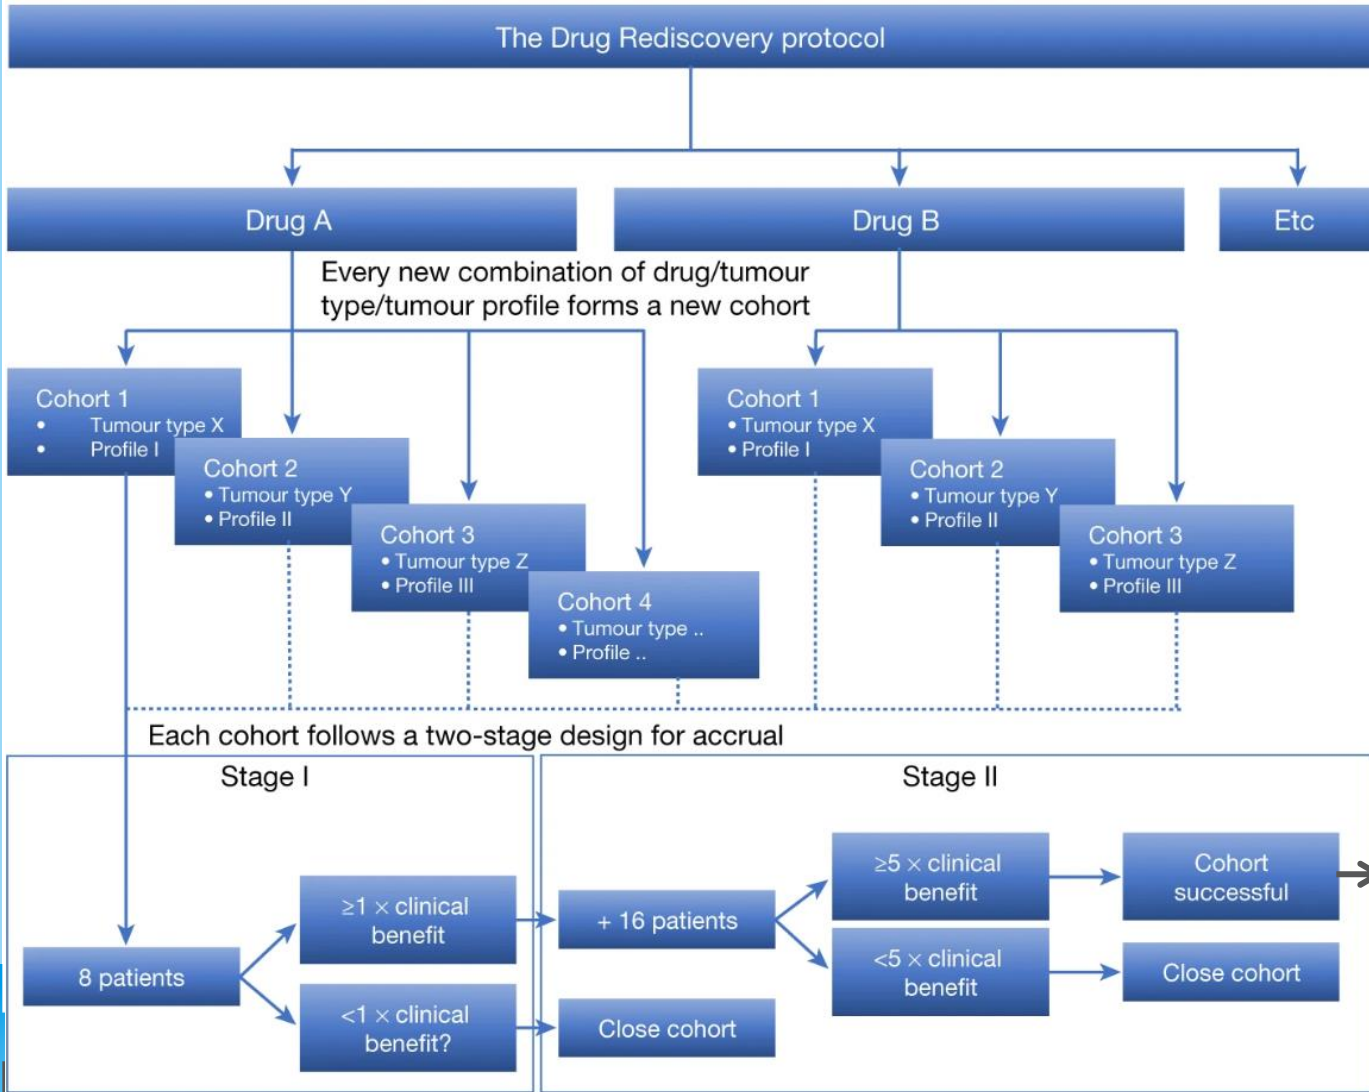 The Drug Rediscovery protocol
Drug A
Drug B
Etc
Every new combination of drug/tumour
type/tumour profile forms a new cohort
Cohort 1
• Tumour type X
• Profile I
Cohort 2
• Tumour type Y
• Profile II
Cohort 3
• Tumour type Z
• Profile III
Cohort 4
• Tumour type ..
• Profile ..
Cohort 1
• Tumour type X
• Profile I
Cohort 2
• Tumour type Y
• Profile II
Cohort 3
• Tumour type Z
• Profile III
Each cohort follows a two-stage design for accrual
Stage I
8 patients
≥1 × clinical
benefit
<1 × clinical
benefit?
Stage II
+ 16 patients
Close cohort
≥5 × clinical
benefit
<5 × clinical
benefit
Cohort
successful
Close cohort